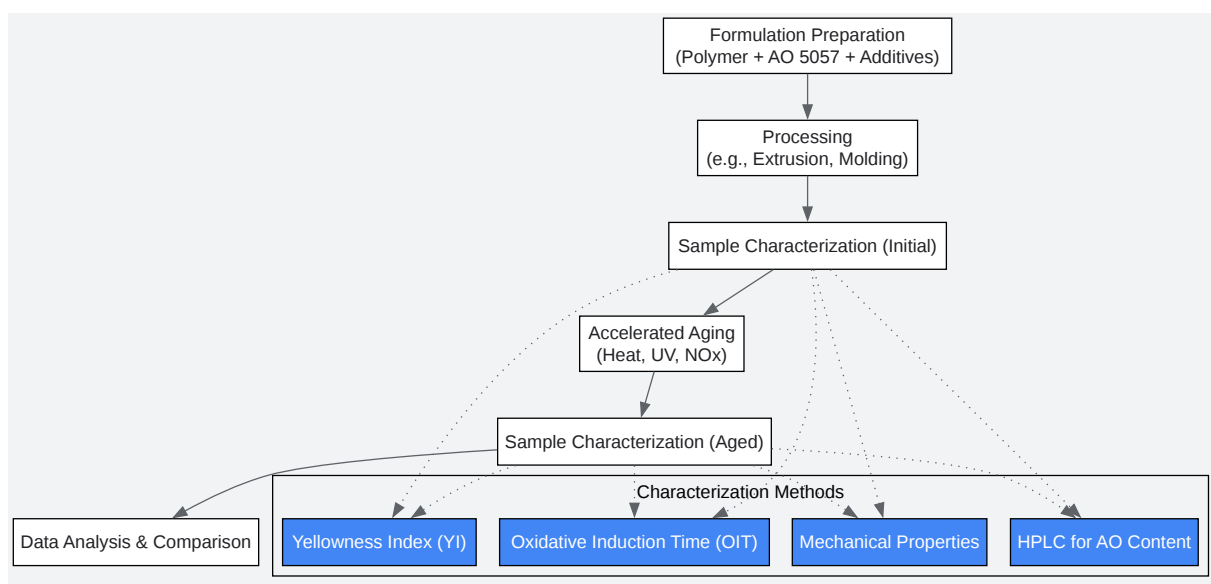 Formulation Preparation
(Polymer + AO 5057 + Additives)
Processing
(e.g., Extrusion, Molding)
Sample Characterization (Initial)
Accelerated Aging
(Heat, UV, NOx)
Sample Characterization (Aged)
Characterization Methods
Data Analysis & Comparison
Yellowness Index (YI)
Oxidative Induction Time (OIT)
Mechanical Properties
HPLC for AO Content